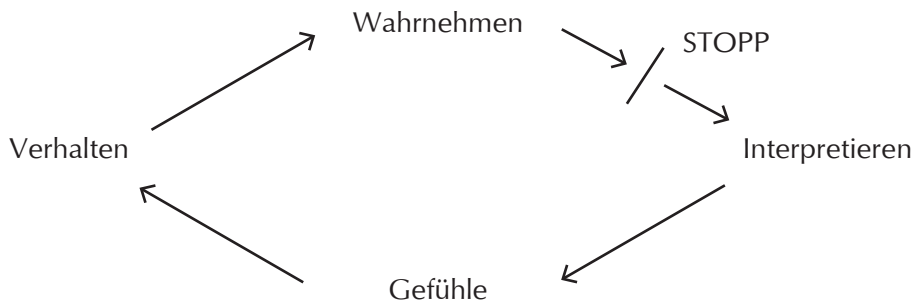 Wahrnehmen
STOPP
Verhalten
Interpretieren
Gefühle